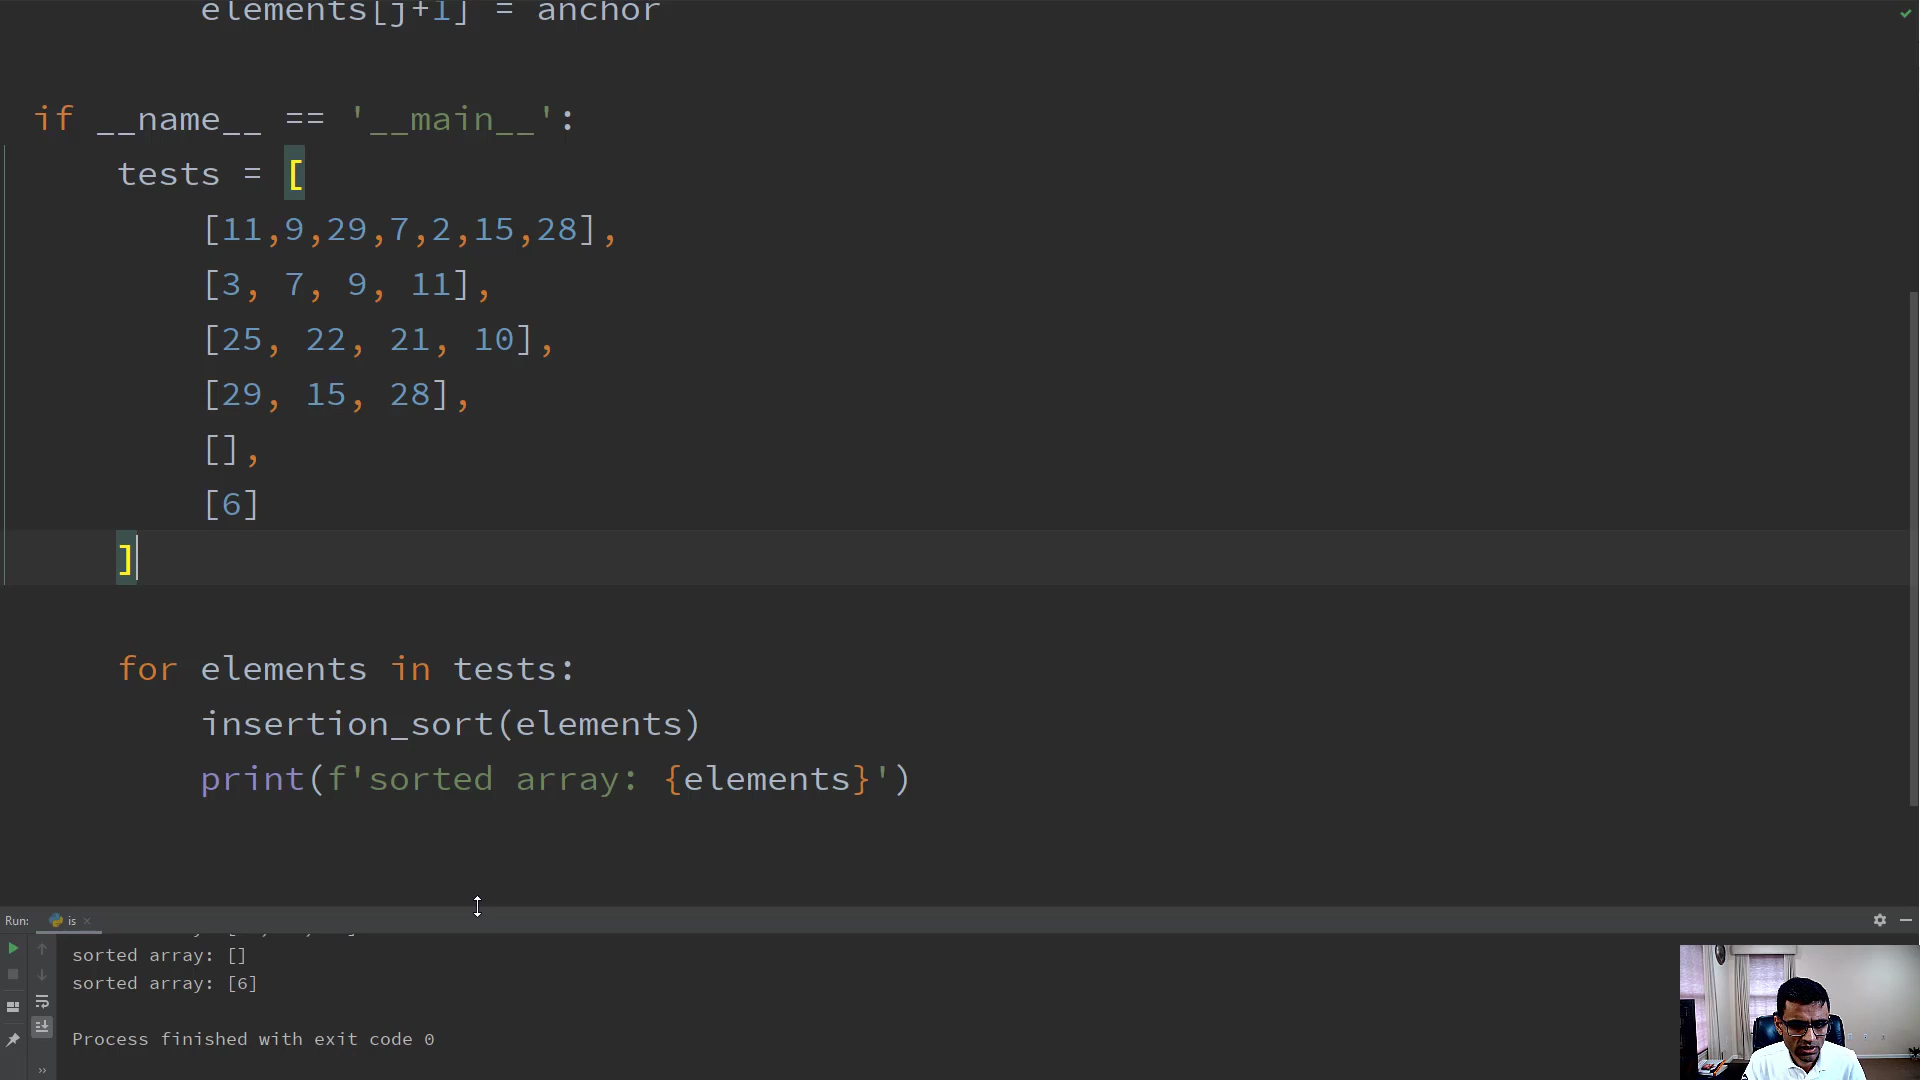 elements[j+1] = anchor
if __name__ == '__main__':
tests = [
[11,9,29,7,2,15,28],
[3, 7, 9, 11],
[25, 22, 21, 10],
[29, 15, 28],
[],
[6]
]
for elements in tests:
insertion_sort(elements)
print(f'sorted array: {elements}')
Run: is
sorted array: []
sorted array: [6]
Process finished with exit code 0